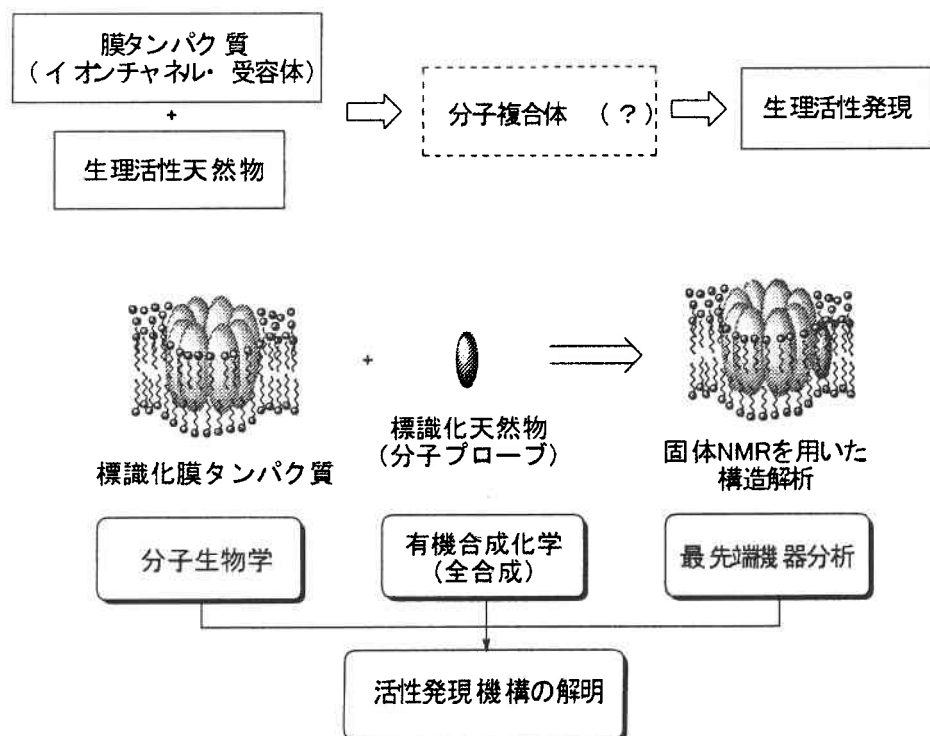 膜タンパク質
(イオンチャネル・受容体)
+
生理活性天然物
分子複合体 (?)
生理活性発現
+
標識化膜タンパク質
標識化天然物
(分子プローブ)
固体NMRを用いた
構造解析
分子生物学
有機合成化学
(全合成)
最先端機器分析
活性発現機構の解明